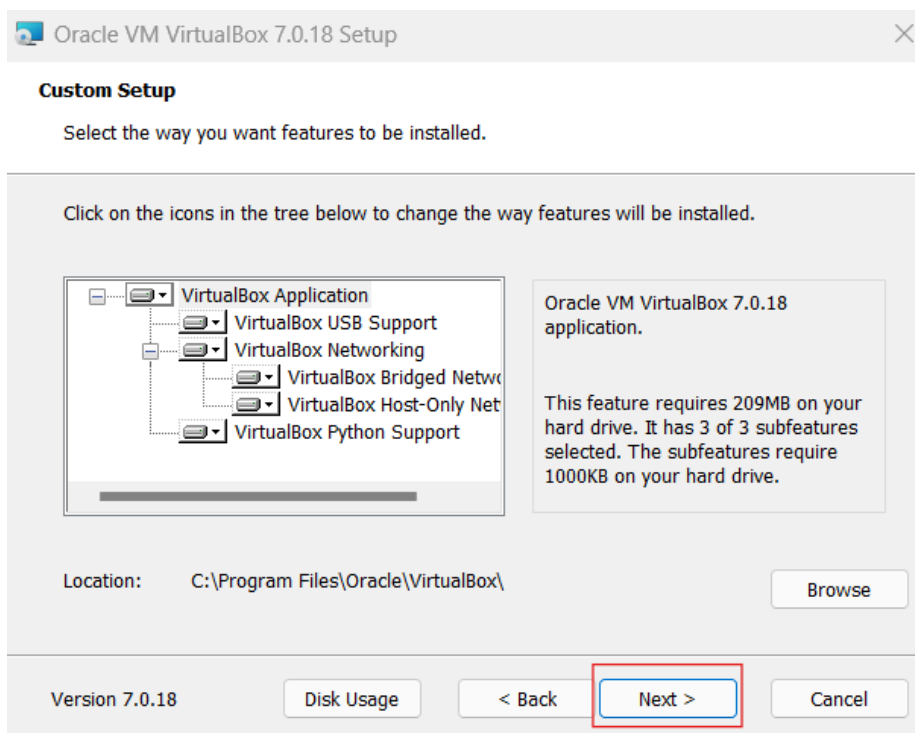 Oracle VM VirtualBox 7.0.18 Setup
Custom Setup
Select the way you want features to be installed.
Click on the icons in the tree below to change the way features will be installed.
VirtualBox Application
VirtualBox USB Support
VirtualBox Networking
VirtualBox Bridged Netwo
VirtualBox Host-Only Net
VirtualBox Python Support
Oracle VM VirtualBox 7.0.18
application.
This feature requires 209MB on your
hard drive. It has 3 of 3 subfeatures
selected. The subfeatures require
1000KB on your hard drive.
Location: C:\Program Files\Oracle\VirtualBox\
Browse
Version 7.0.18 Disk Usage < Back Next > Cancel